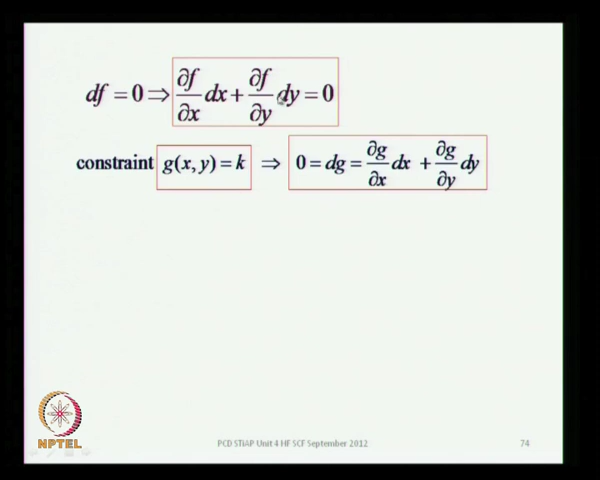 df = 0 ⇒ ∂f/∂x dx + ∂f/∂y dy = 0
constraint g(x, y) = k ⇒ 0 = dg = ∂g/∂x dx + ∂g/∂y dy
NPTEL
PCD STiAP Unit 4 HF SCF September 2012
74